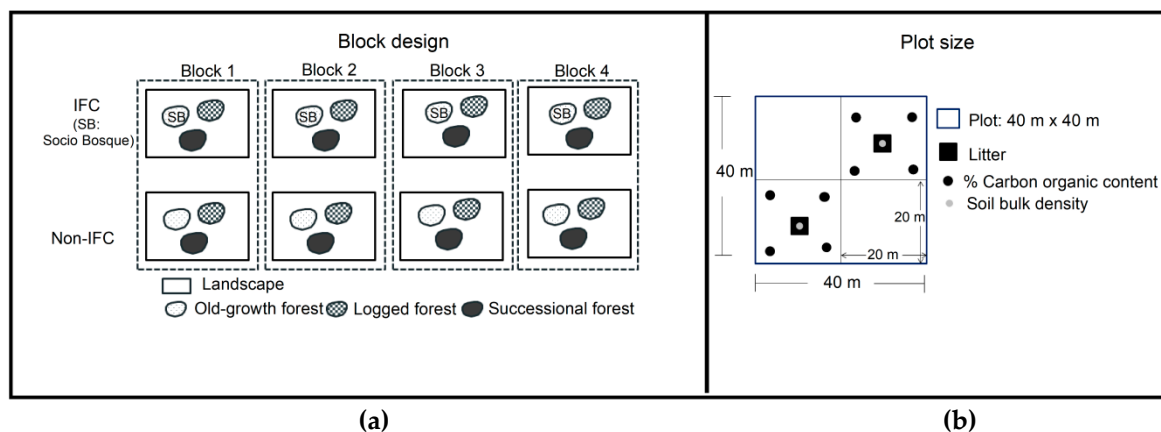 Block design
Block 1 Block 2 Block 3 Block 4
IFC
(SB:
Socio Bosque)
SB SB SB SB
Non-IFC
Landscape
Old-growth forest Logged forest Successional forest
(a)
Plot size
40 m
20 m
20 m
40 m
Plot: 40 m x 40 m
Litter
% Carbon organic content
Soil bulk density
(b)